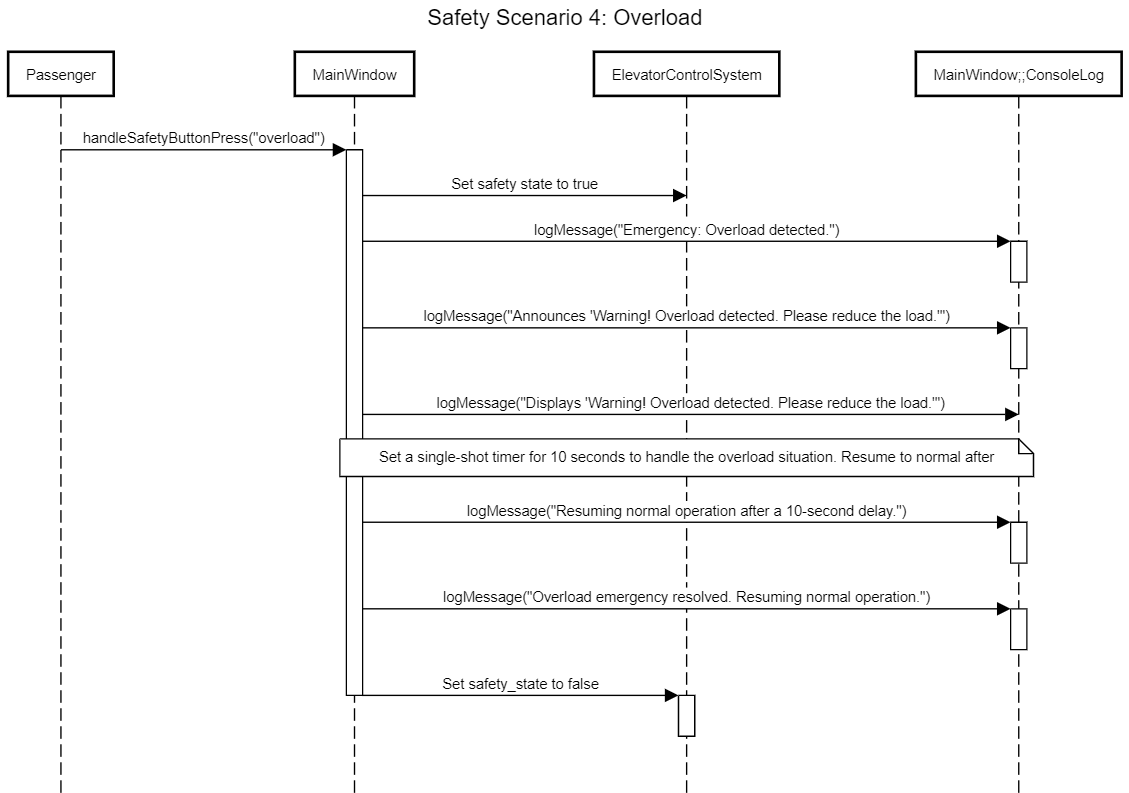 Safety Scenario 4: Overload
Passenger
MainWindow
ElevatorControlSystem
MainWindow;;ConsoleLog
handleSafetyButtonPress("overload")
Set safety state to true
logMessage("Emergency: Overload detected.")
logMessage("Announces 'Warning! Overload detected. Please reduce the load.'")
logMessage("Displays 'Warning! Overload detected. Please reduce the load.'")
Set a single-shot timer for 10 seconds to handle the overload situation. Resume to normal after
logMessage("Resuming normal operation after a 10-second delay.")
logMessage("Overload emergency resolved. Resuming normal operation.")
Set safety_state to false